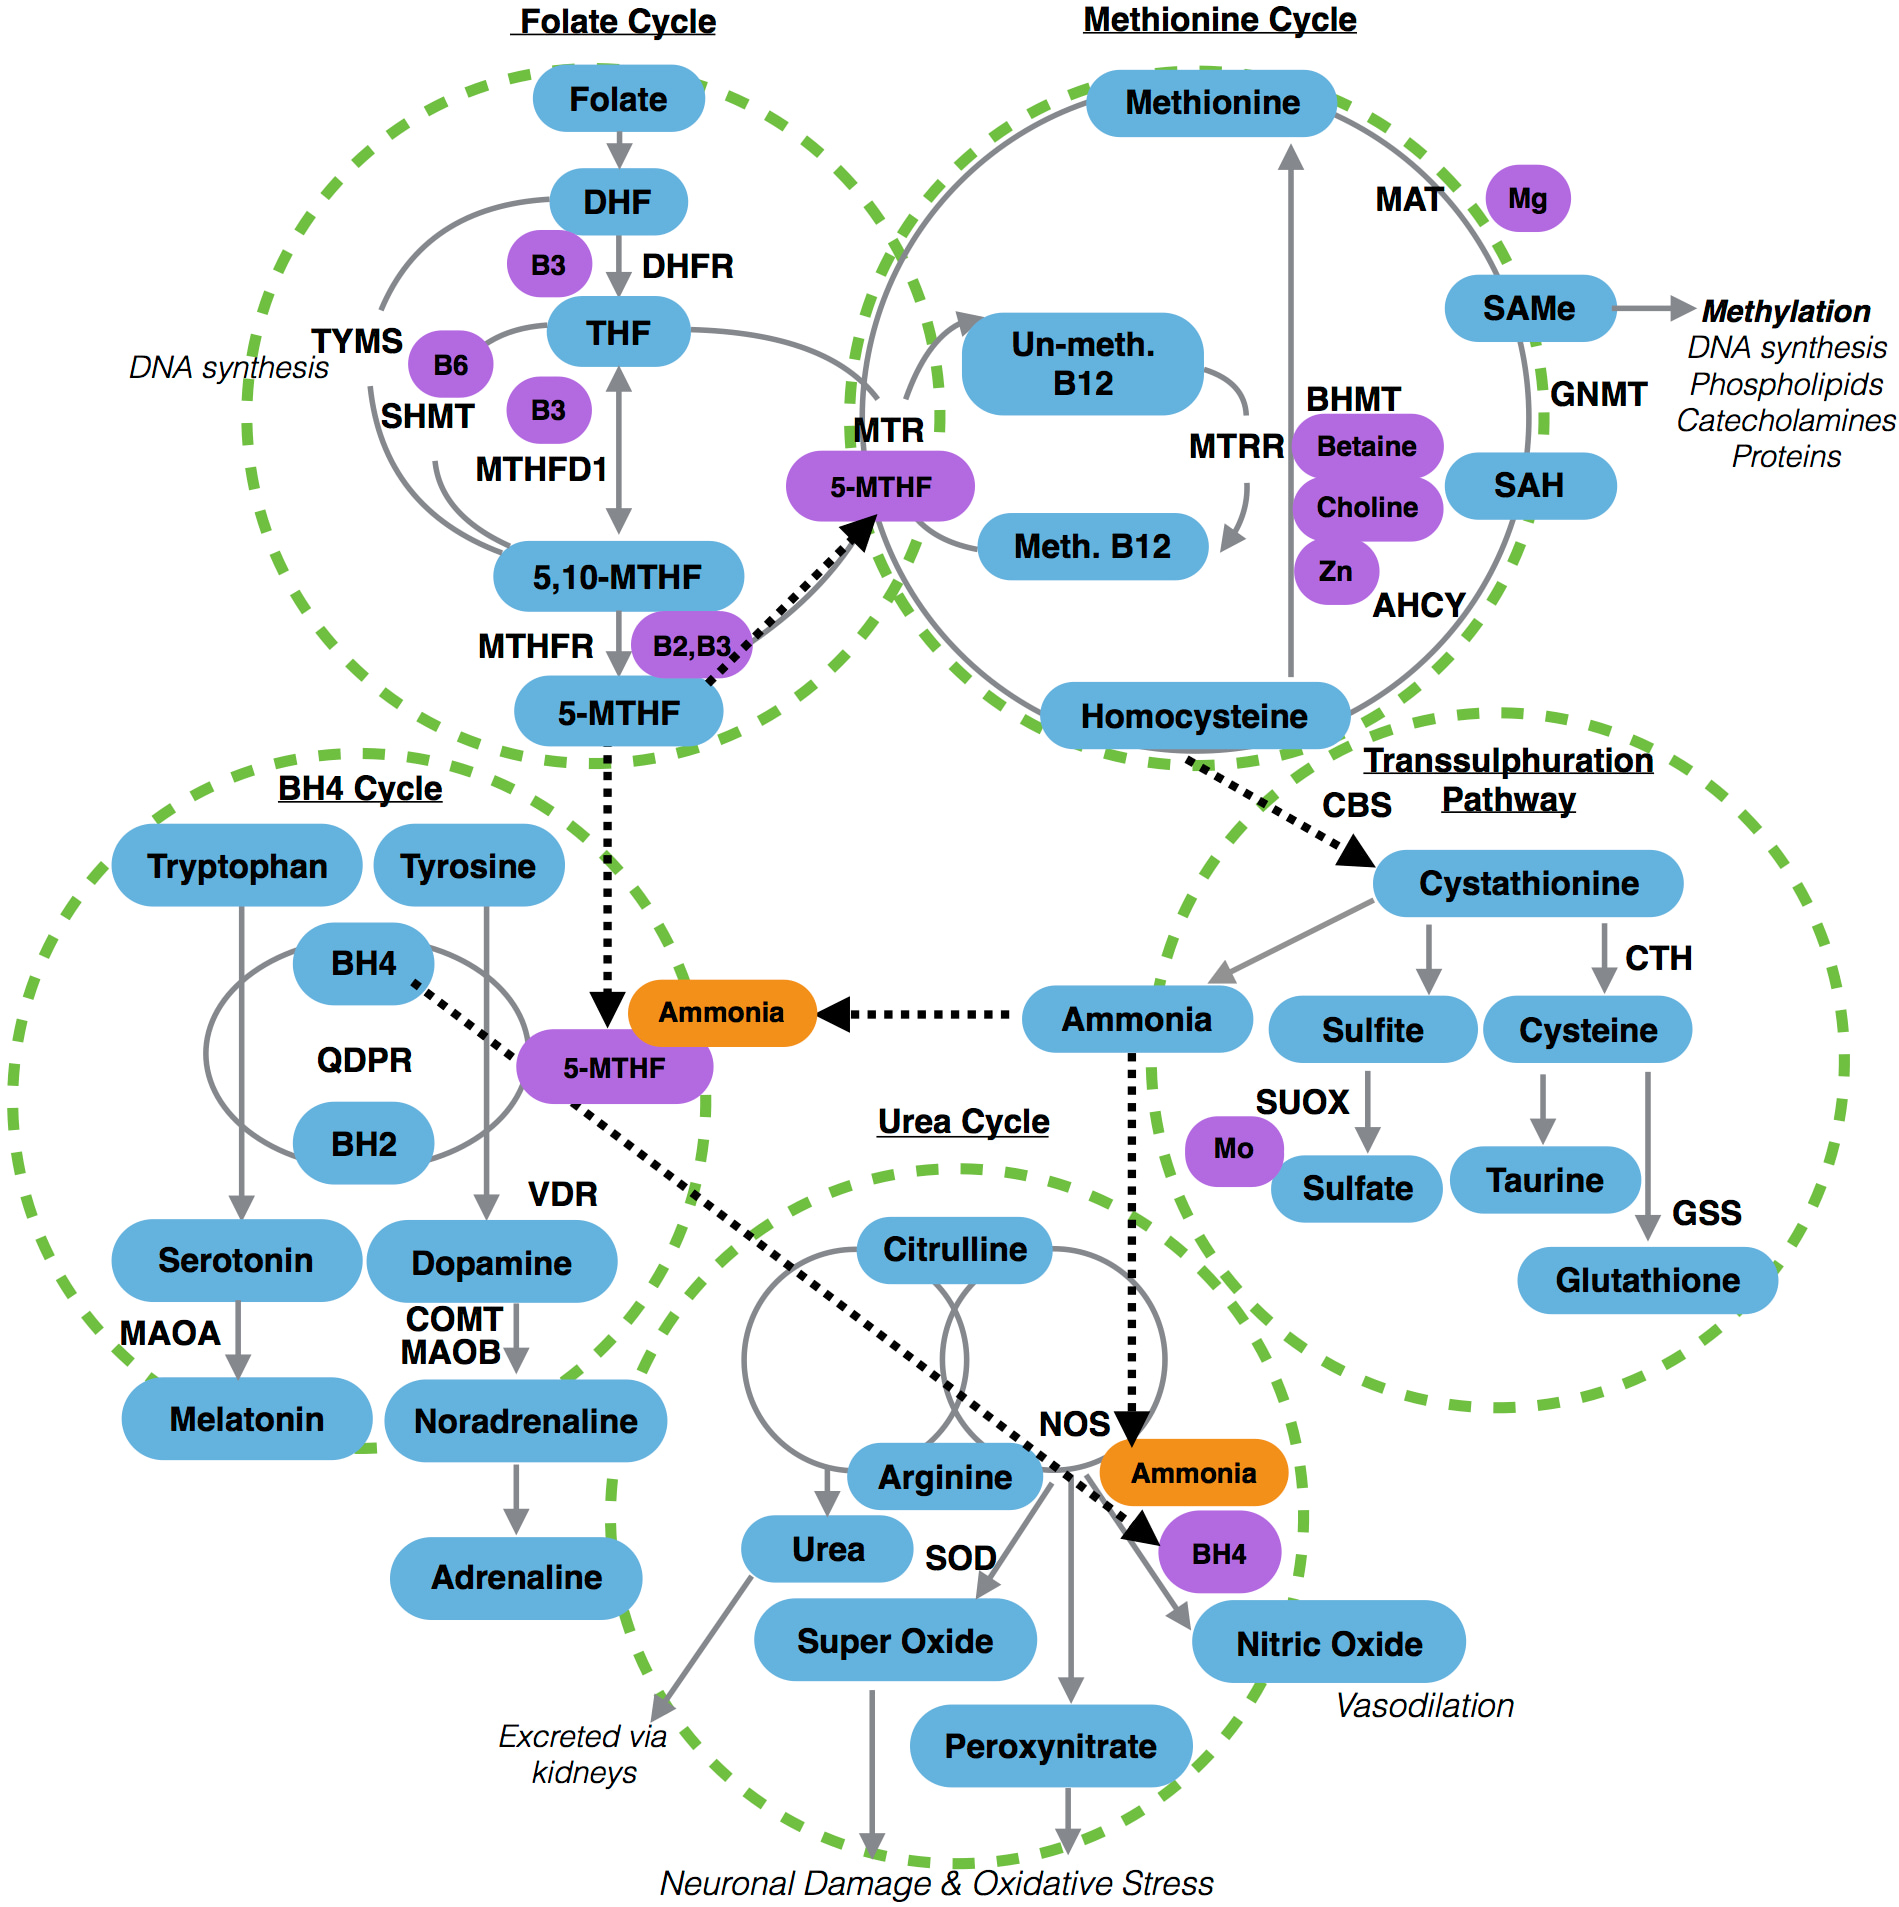 Folate Cycle
Methionine Cycle
Folate
Methionine
DHF
MAT
Mg
B3
DHFR
SAMe
Methylation
DNA synthesis
Phospholipids
Catecholamines
Proteins
THF
TYMS
DNA synthesis
B6
SHMT
B3
MTHFD1
Un-meth.
B12
MTR
MTRR
BHMT
Betaine
Choline
Zn
GNMT
5-MTHF
SAH
Meth. B12
AHCY
5,10-MTHF
MTHFR
B2,B3
5-MTHF
Homocysteine
BH4 Cycle
Transsulphuration
Pathway
CBS
Tryptophan
Tyrosine
Cystathionine
BH4
CTH
Ammonia
Ammonia
Sulfite
Cysteine
QDPR
5-MTHF
SUOX
Urea Cycle
BH2
Mo
Sulfate
Taurine
VDR
GSS
Serotonin
Dopamine
Citrulline
Glutathione
MAOA
COMT
MAOB
Melatonin
Noradrenaline
NOS
Arginine
Ammonia
Urea
SOD
BH4
Adrenaline
Super Oxide
Nitric Oxide
Vasodilation
Excreted via
kidneys
Peroxynitrate
Neuronal Damage & Oxidative Stress